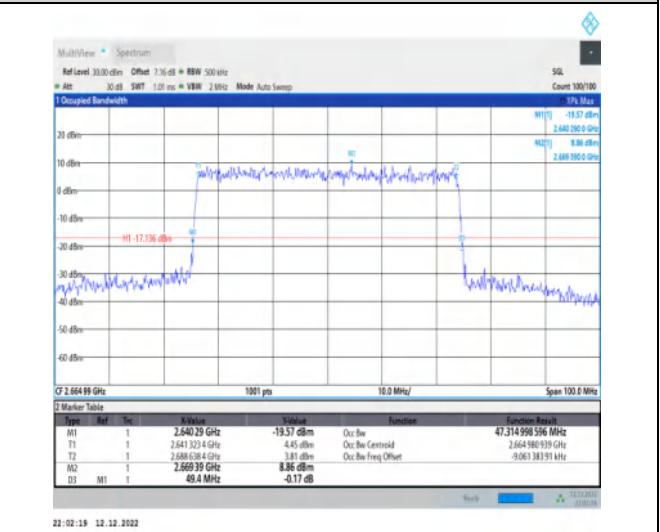 MultiView Spectrum
Ref Level 30.00 dBm Offset 7.16 dB RBW 500 kHz SGL
Att 30 dB SWT 1.01 ms VBW 2 MHz Mode Auto Sweep Count 100/100
1 Occupied Bandwidth 1Pk Max
M1[1] -19.57 dBm
2.640 290 0 GHz
M2[1] 8.86 dBm
2.669 390 0 GHz
20 dBm
10 dBm
0 dBm
-10 dBm
H1 -17.136 dBm
-20 dBm
-30 dBm
-40 dBm
-50 dBm
-60 dBm
CF 2.664 99 GHz 1001 pts 10.0 MHz/ Span 100.0 MHz
2 Marker Table
Type Ref Trc X-Value Y-Value Function Function Result
M1 1 2.640 29 GHz -19.57 dBm Occ Bw 47.314 998 596 MHz
T1 1 2.641 323 4 GHz 4.45 dBm Occ Bw Centroid 2.664 980 939 GHz
T2 1 2.688 638 4 GHz 3.81 dBm Occ Bw Freq Offset -9.061 383 91 kHz
M2 1 2.669 39 GHz 8.86 dBm
D3 M1 1 49.4 MHz -0.17 dB
Ready 12.12.2022
22:02:19 12.12.2022